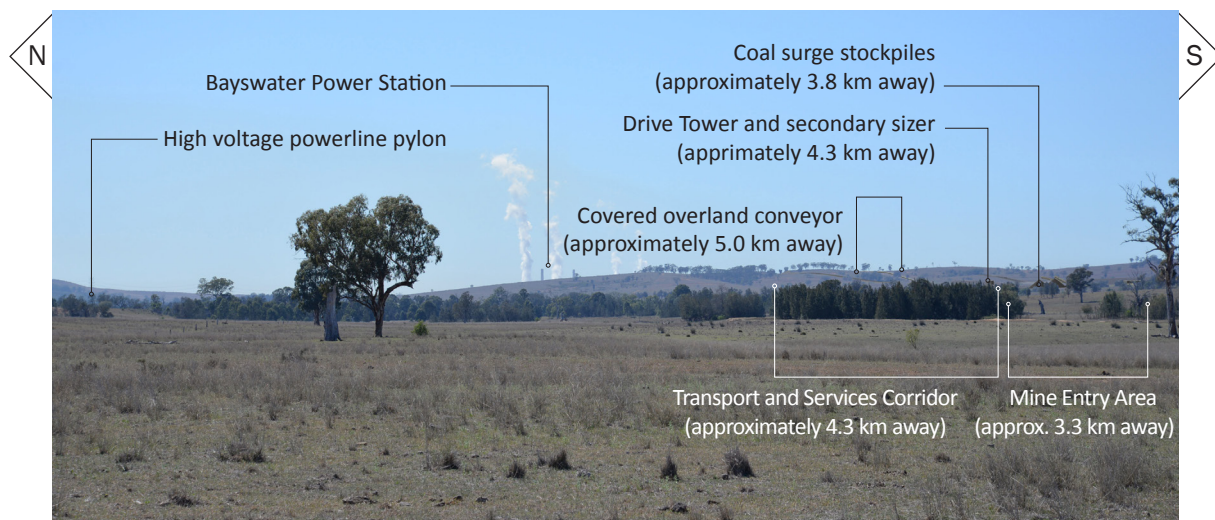 N
S
Coal surge stockpiles
(approximately 3.8 km away)
Bayswater Power Station
Drive Tower and secondary sizer
(apprimately 4.3 km away)
High voltage powerline pylon
Covered overland conveyor
(approximately 5.0 km away)
Transport and Services Corridor
(approximately 4.3 km away)
Mine Entry Area
(approx. 3.3 km away)